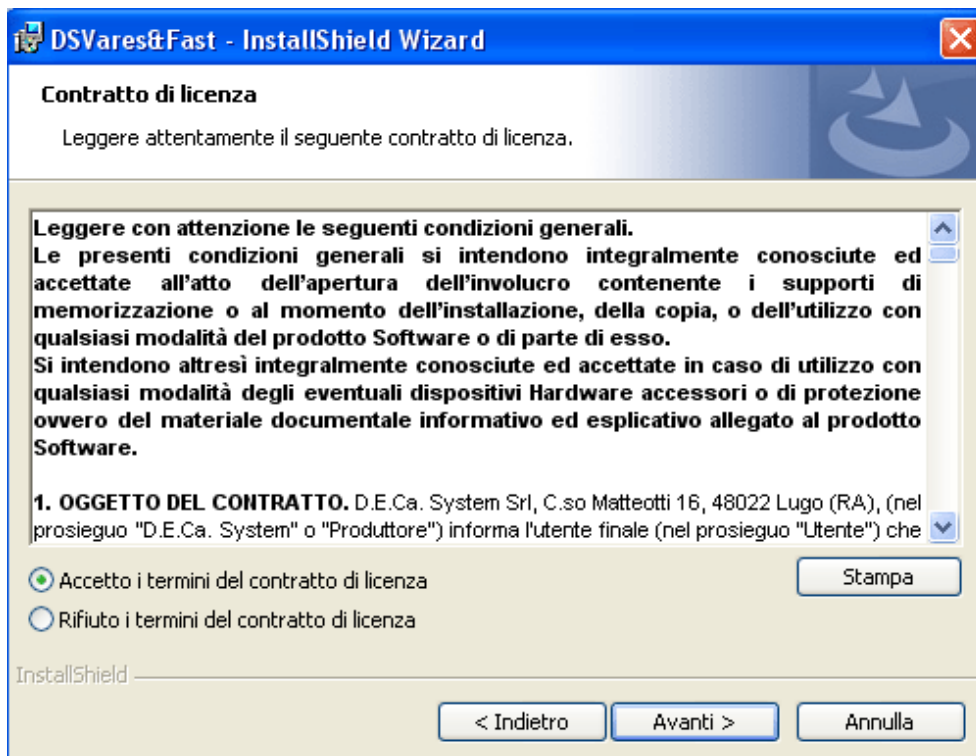 DSVares&Fast - InstallShield Wizard
Contratto di licenza
Leggere attentamente il seguente contratto di licenza.
Leggere con attenzione le seguenti condizioni generali.
Le presenti condizioni generali si intendono integralmente conosciute ed
accettate all'atto dell'apertura dell'involucro contenente i supporti di
memorizzazione o al momento dell'installazione, della copia, o dell'utilizzo con
qualsiasi modalità del prodotto Software o di parte di esso.
Si intendono altresì integralmente conosciute ed accettate in caso di utilizzo con
qualsiasi modalità degli eventuali dispositivi Hardware accessori o di protezione
ovvero del materiale documentale informativo ed esplicativo allegato al prodotto
Software.
1. OGGETTO DEL CONTRATTO. D.E.Ca. System Srl, C.so Matteotti 16, 48022 Lugo (RA), (nel
prosieguo "D.E.Ca. System" o "Produttore") informa l'utente finale (nel prosieguo "Utente") che
Accetto i termini del contratto di licenza
Stampa
Rifiuto i termini del contratto di licenza
InstallShield
< Indietro
Avanti >
Annulla